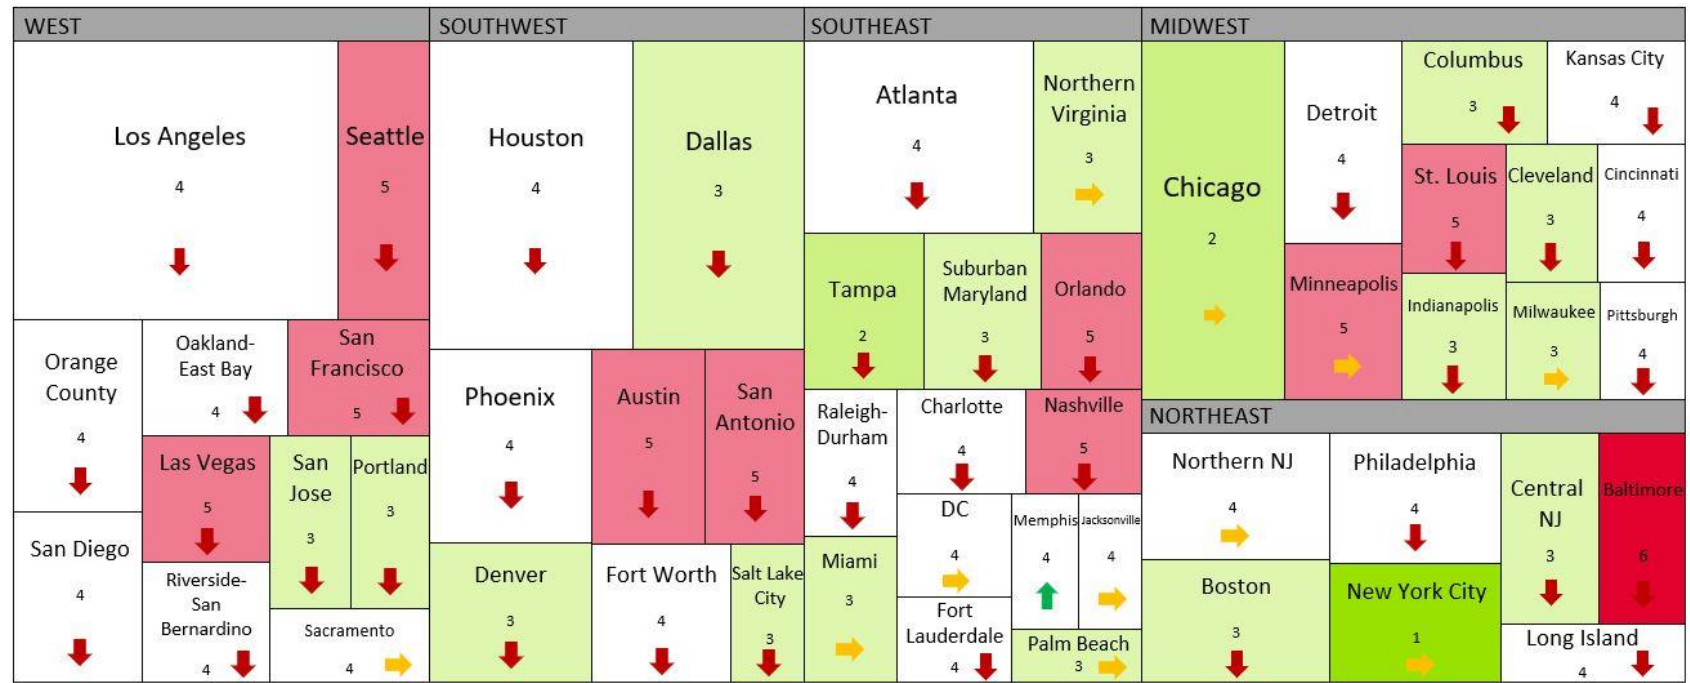 WEST
Los Angeles
4
Seattle
5
Orange
County
4
Oakland-
East Bay
4
San
Francisco
5
Las Vegas
5
San
Jose
3
Portland
3
San Diego
4
Riverside-
San
Bernardino
4
Sacramento
4
SOUTHWEST
Houston
4
Dallas
3
Phoenix
4
Austin
5
San
Antonio
5
Denver
3
Fort Worth
4
Salt Lake
City
3
SOUTHEAST
Atlanta
4
Northern
Virginia
3
Tampa
2
Suburban
Maryland
3
Orlando
5
Raleigh-
Durham
4
Charlotte
4
Nashville
5
Miami
3
DC
4
Memphis
4
Jacksonville
4
Fort
Lauderdale
4
Palm Beach
3
MIDWEST
Chicago
2
Detroit
4
Columbus
3
Kansas City
4
St. Louis
5
Cleveland
3
Cincinnati
4
Minneapolis
5
Indianapolis
3
Milwaukee
3
Pittsburgh
4
NORTHEAST
Northern NJ
4
Philadelphia
4
Central
NJ
3
Baltimore
6
Boston
3
New York City
1
Long Island
4